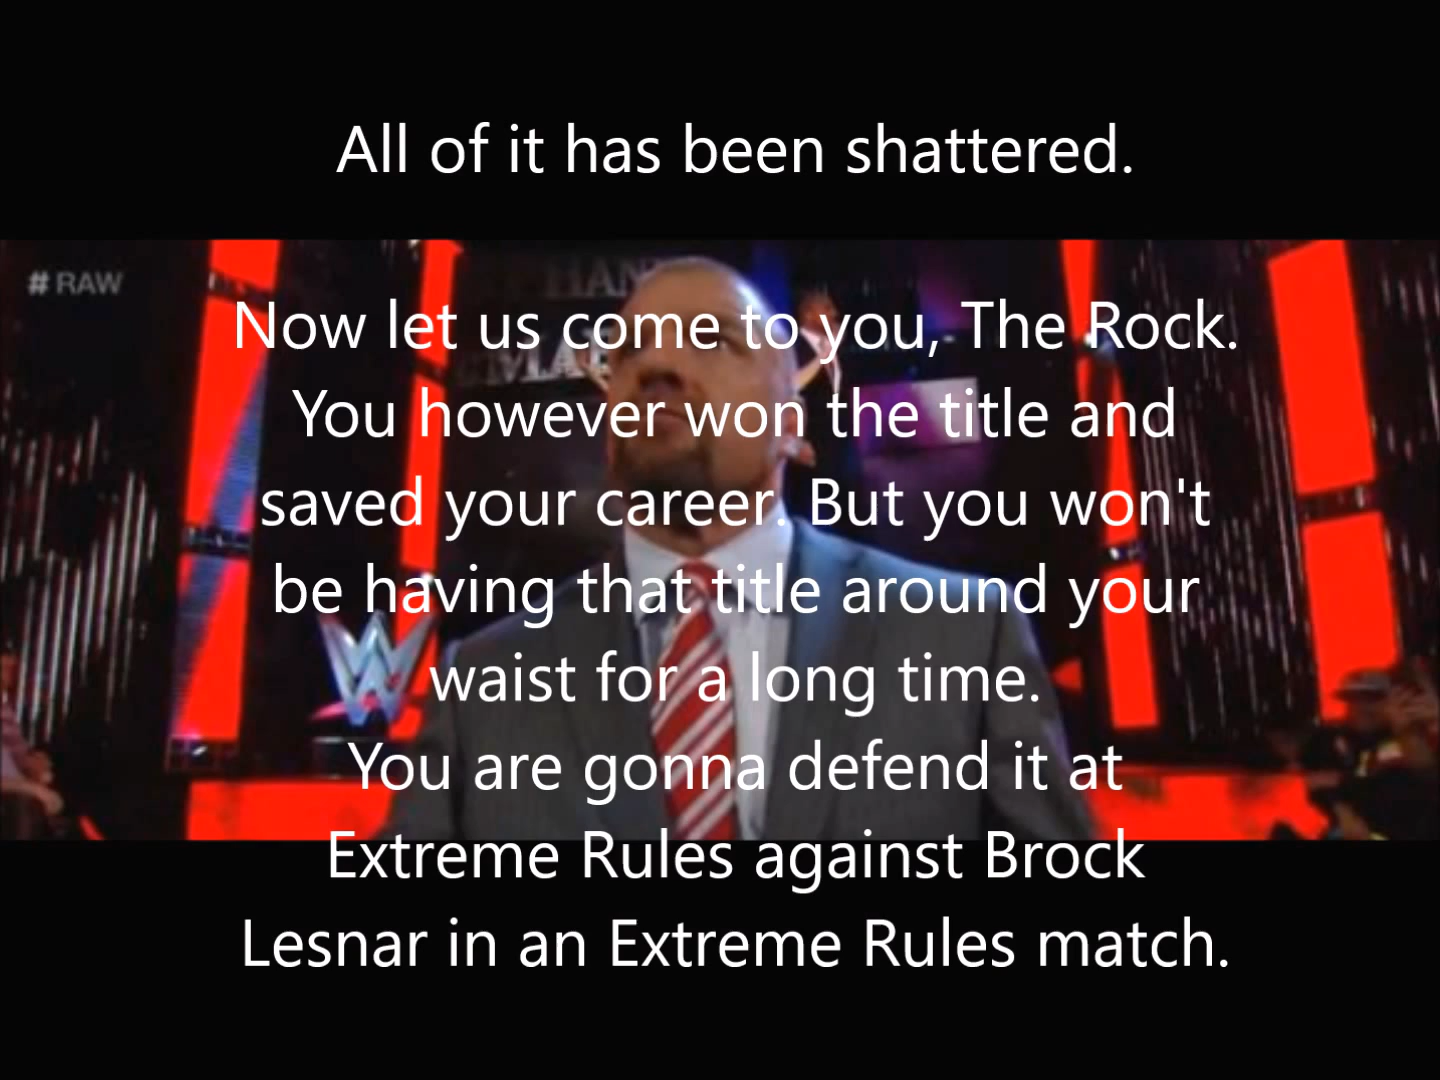 All of it has been shattered.
# RAW
Now let us come to you, The Rock.
You however won the title and
saved your career. But you won't
be having that title around your
waist for a long time.
You are gonna defend it at
Extreme Rules against Brock
Lesnar in an Extreme Rules match.